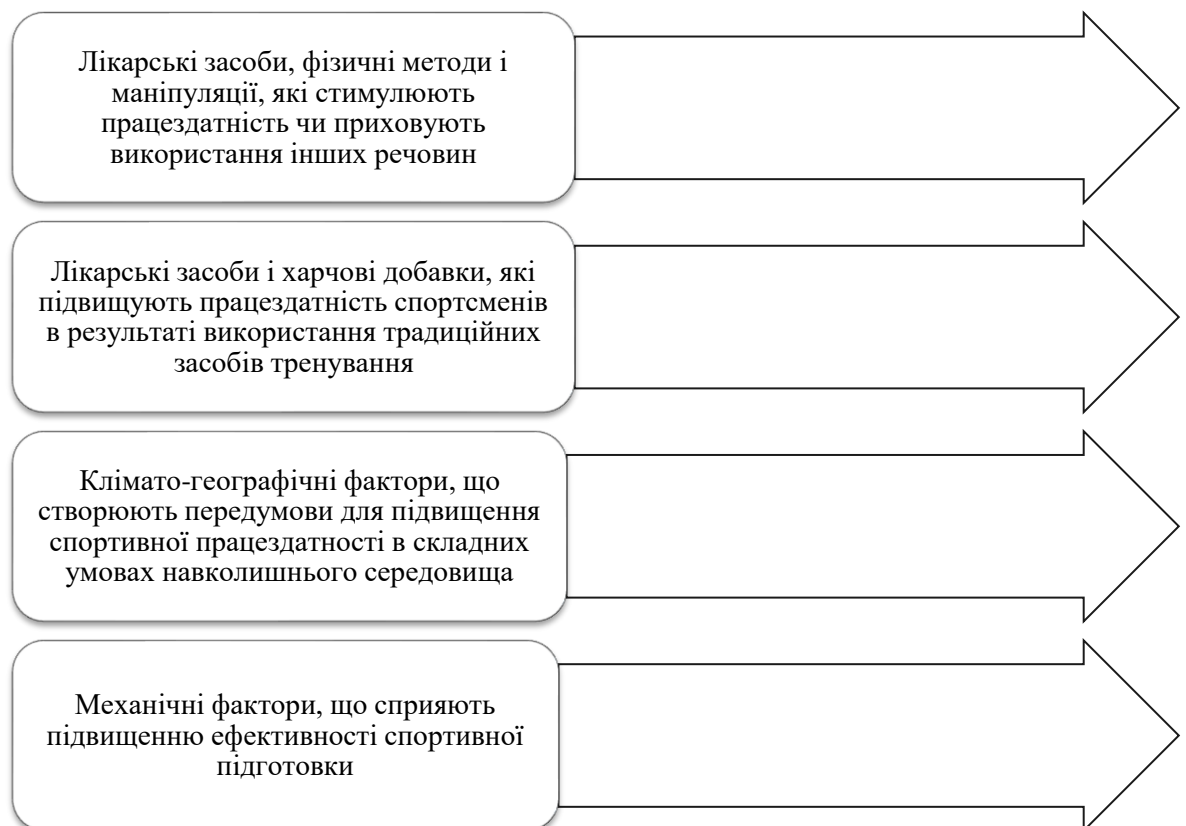 Лікарські засоби, фізичні методи і
маніпуляції, які стимулюють
працездатність чи приховують
використання інших речовин
Лікарські засоби і харчові добавки, які
підвищують працездатність спортсменів
в результаті використання традиційних
засобів тренування
Клімато-географічні фактори, що
створюють передумови для підвищення
спортивної працездатності в складних
умовах навколишнього середовища
Механічні фактори, що сприяють
підвищенню ефективності спортивної
підготовки